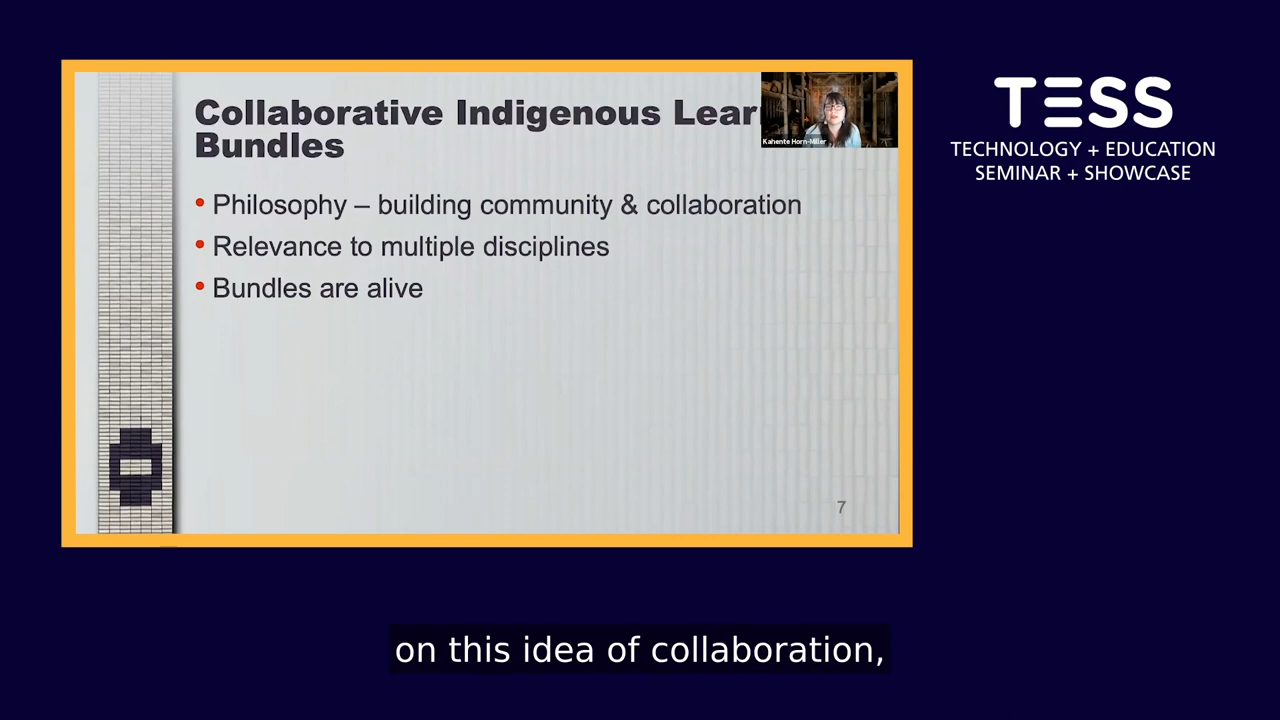 Collaborative Indigenous Lear
Bundles
Kahente Horn-Miller
• Philosophy – building community & collaboration
• Relevance to multiple disciplines
• Bundles are alive
7
TESS
TECHNOLOGY + EDUCATION
SEMINAR + SHOWCASE
on this idea of collaboration,